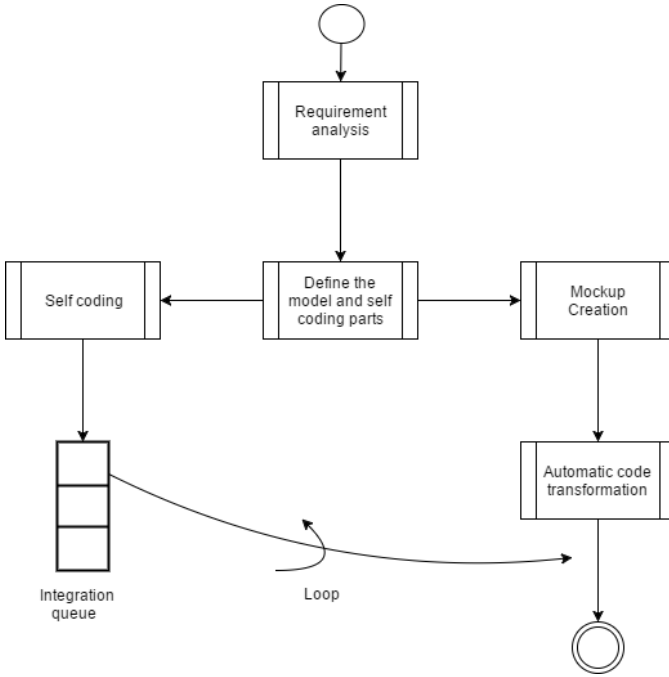 Requirement
analysis
Self coding
Define the
model and self
coding parts
Mockup
Creation
Automatic code
transformation
Integration
queue
Loop